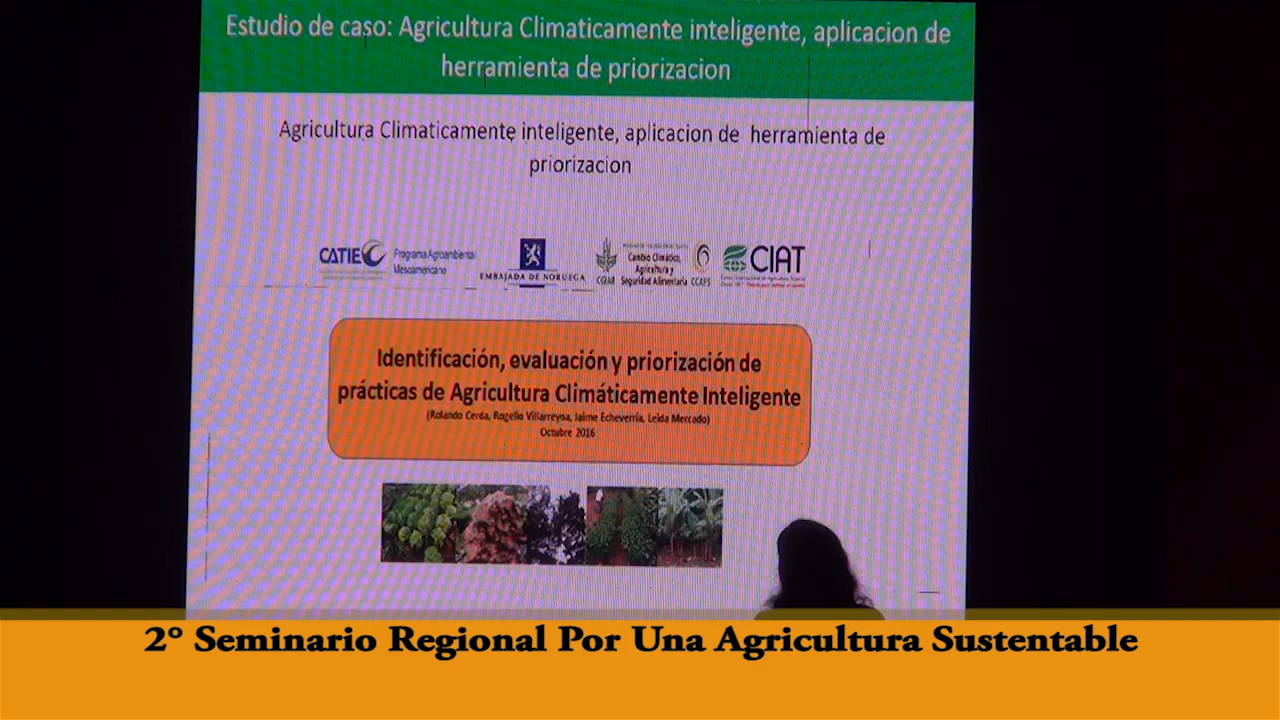 Estudio de caso: Agricultura Climaticamente inteligente, aplicacion de
herramienta de priorizacion
Agricultura Climaticamente inteligente, aplicacion de herramienta de
priorizacion
CATIE
Programa Agroambiental
Mesoamericano
EMBAJADA DE NORUEGA
CGIAR
Cambio Climático,
Agricultura y
Seguridad Alimentaria
CCAFS
CIAT
Identificación, evaluación y priorización de
prácticas de Agricultura Climáticamente Inteligente
(Rolando Cerda, Rogelio Villarreyna, Jaime Echeverría, Leida Mercado)
Octubre 2016
2° Seminario Regional Por Una Agricultura Sustentable